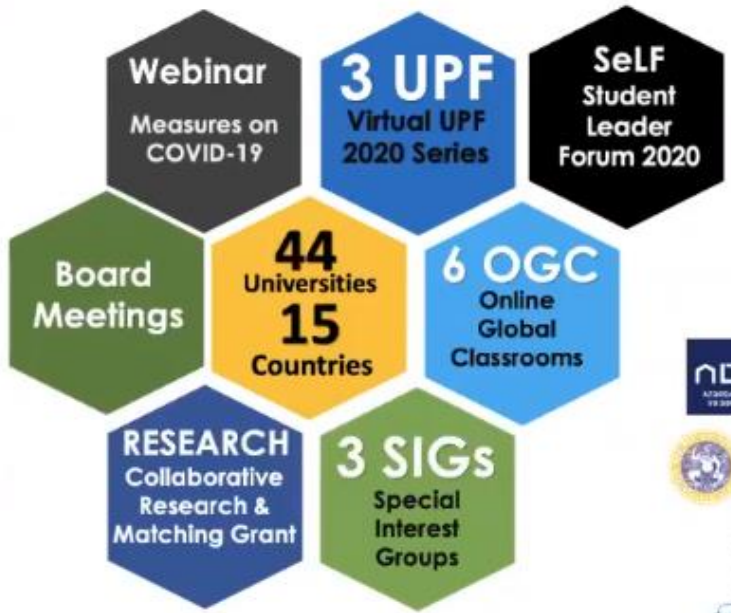 Webinar
Measures on
COVID-19
3 UPF
Virtual UPF
2020 Series
SeLF
Student
Leader
Forum 2020
Board
Meetings
44
Universities
15
Countries
6 OGC
Online
Global
Classrooms
RESEARCH
Collaborative
Research &
Matching Grant
3 SIGs
Special
Interest
Groups